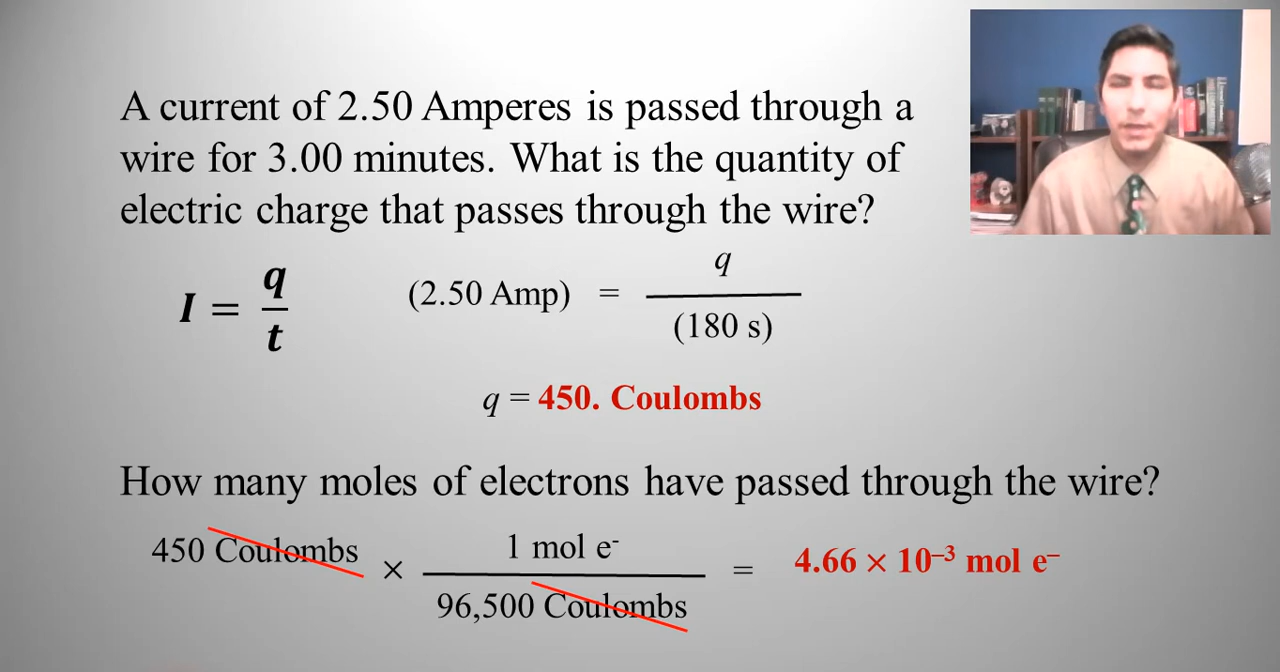 A current of 2.50 Amperes is passed through a
wire for 3.00 minutes. What is the quantity of
electric charge that passes through the wire?
I = q/t
(2.50 Amp) = q/(180 s)
q = 450. Coulombs
How many moles of electrons have passed through the wire?
450 Coulombs × 1 mol e⁻/96,500 Coulombs = 4.66 × 10⁻³ mol e⁻